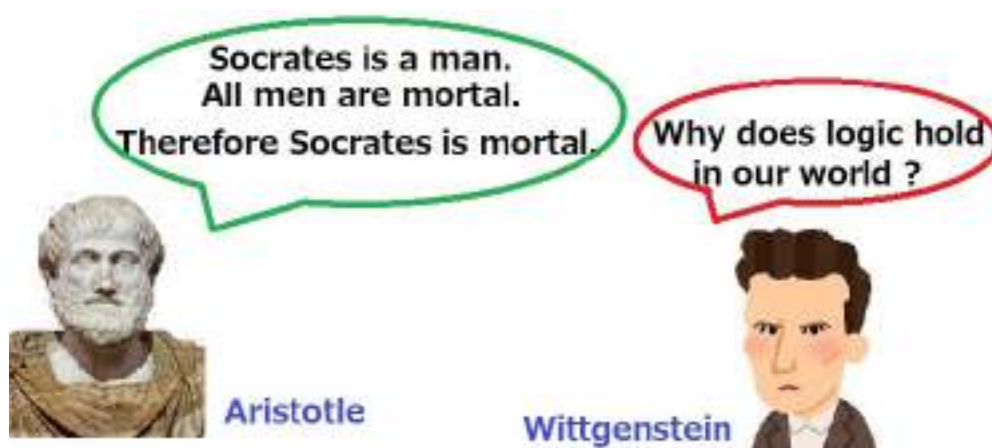 Socrates is a man.
All men are mortal.
Therefore Socrates is mortal.
Why does logic hold
in our world ?
Aristotle
Wittgenstein